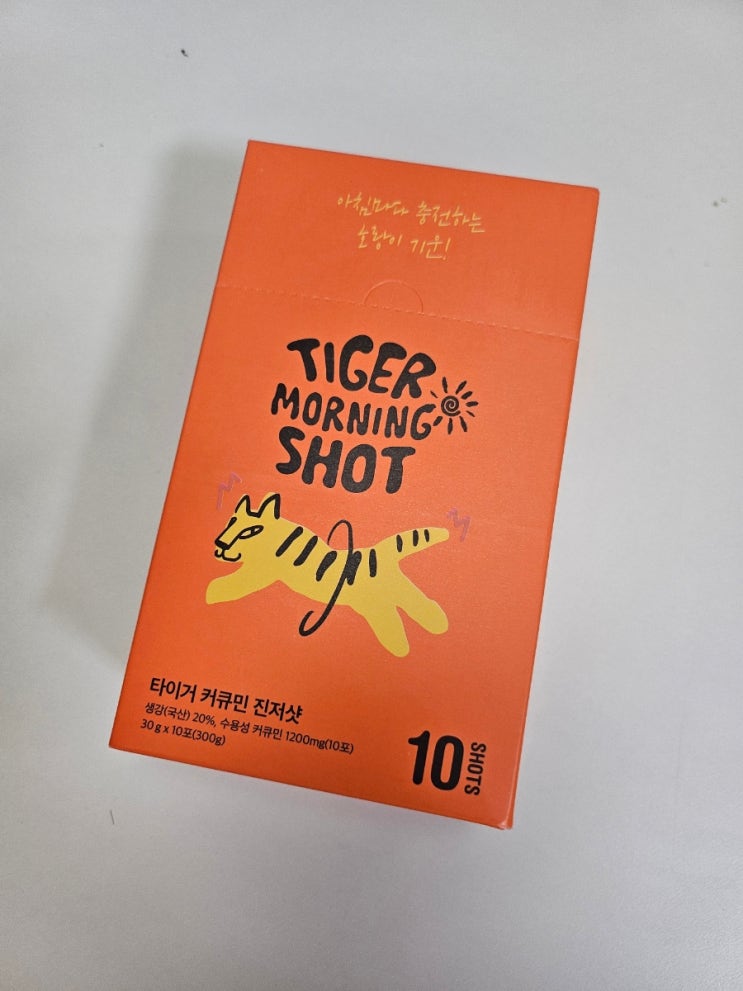 아침마다 충전하는
호랑이 기운!
TIGER
MORNING
SHOT
타이거 커큐민 진저샷
생강(국산) 20%, 수용성 커큐민 1200mg(10포)
30 g x 10포(300g)
10 SHOTS